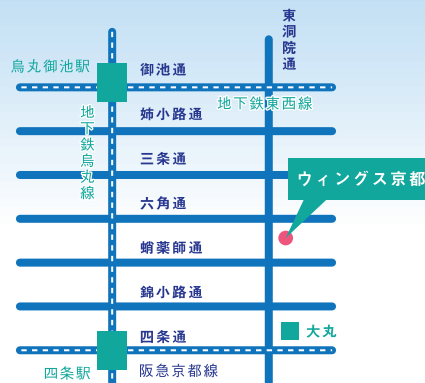 東洞院通
烏丸御池駅
御池通
地下鉄東西線
地下鉄烏丸線
姉小路通
三条通
ウィングス京都
六角通
蛸薬師通
錦小路通
四条通
大丸
四条駅
阪急京都線